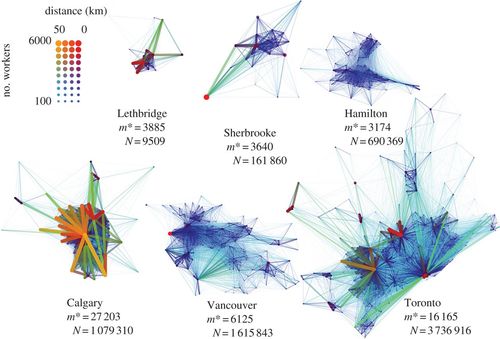 distance (km)
50 0
6000
no. workers
100
Lethbridge
m* = 3885
N = 9509
Sherbrooke
m* = 3640
N = 161 860
Hamilton
m* = 3174
N = 690 369
Calgary
m* = 27 203
N = 1 079 310
Vancouver
m* = 6125
N = 1 615 843
Toronto
m* = 16 165
N = 3 736 916